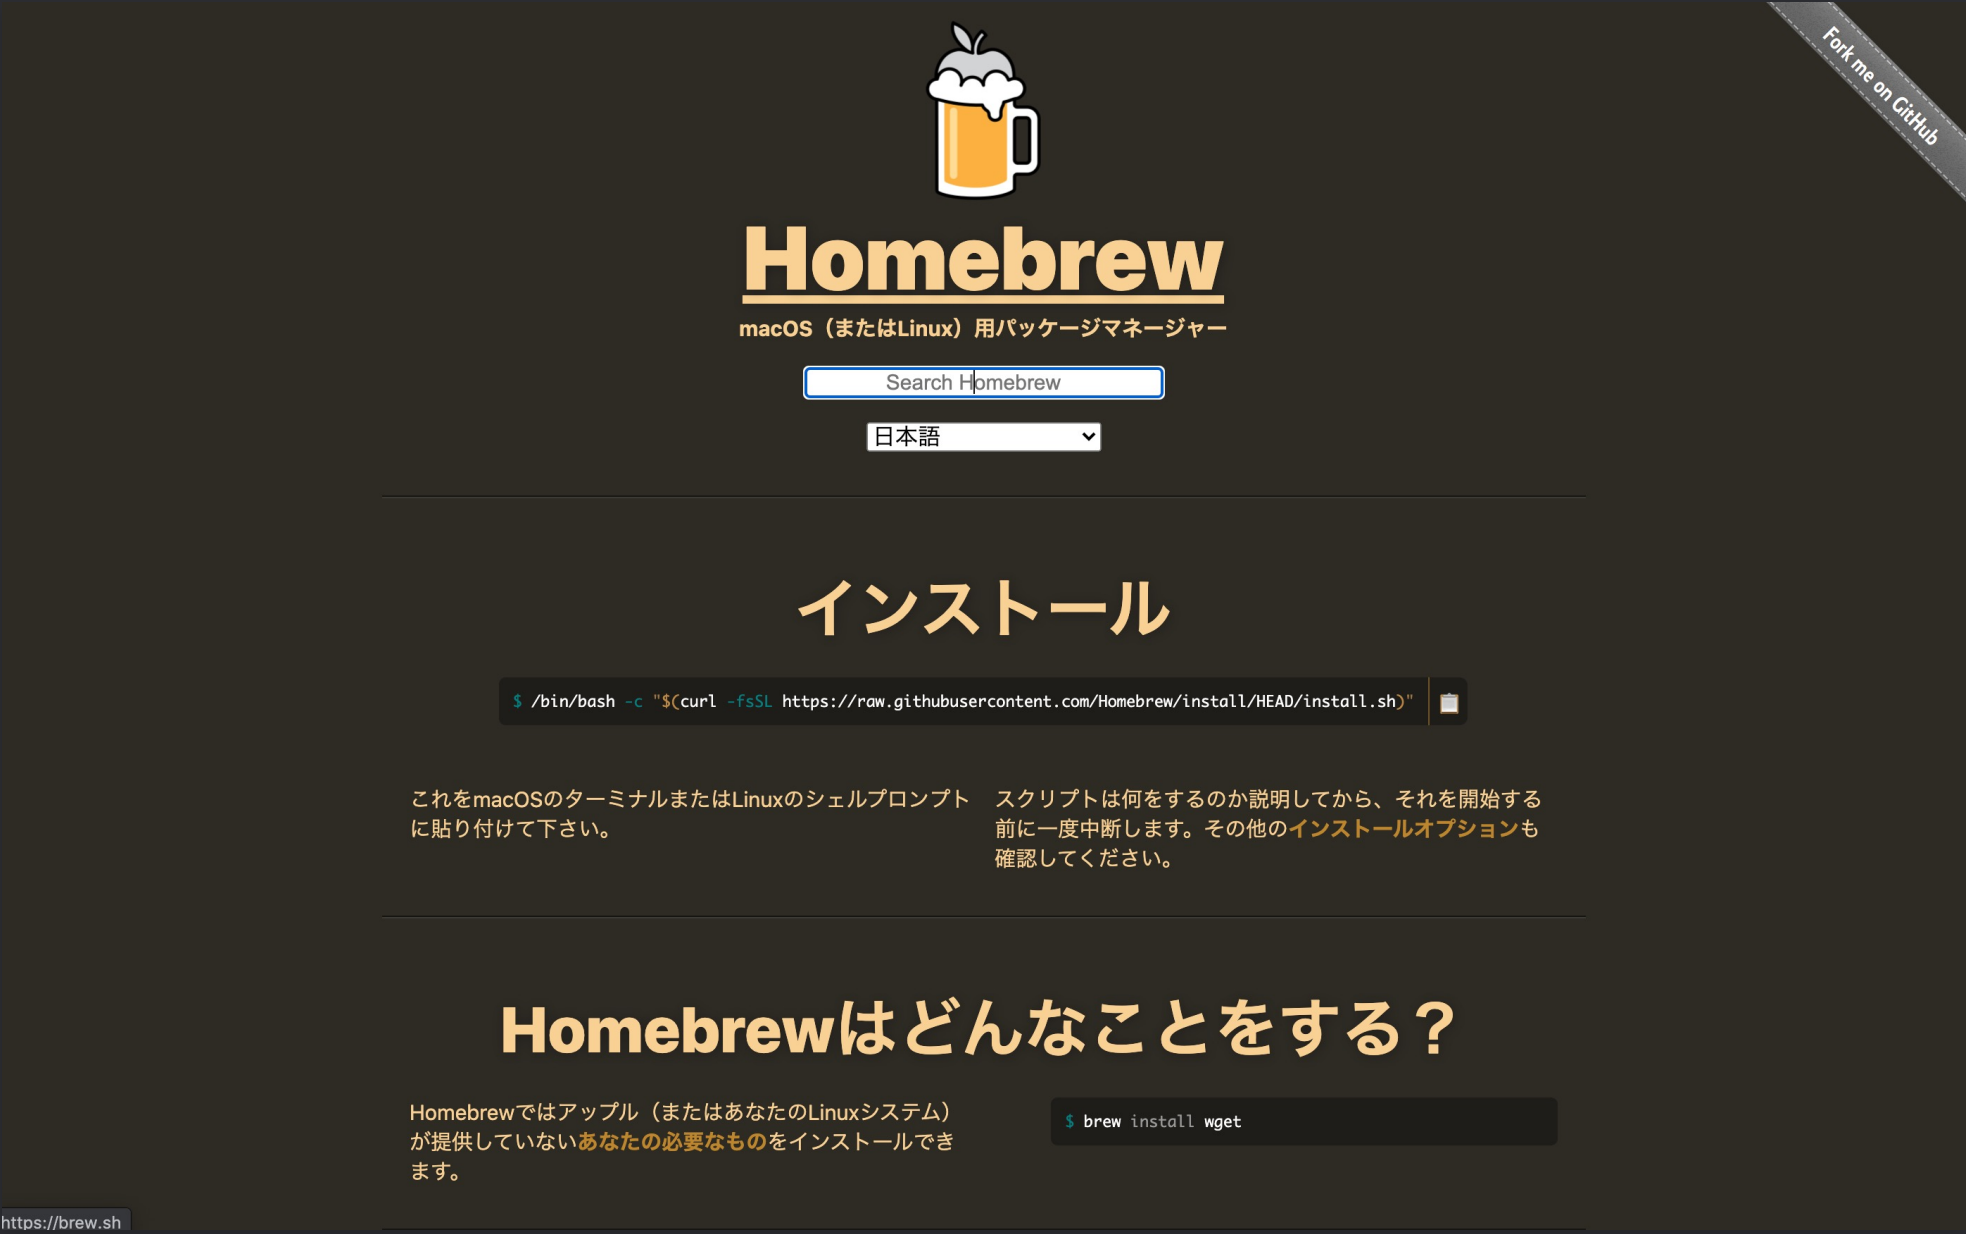 Fork me on GitHub
Homebrew
macOS（またはLinux）用パッケージマネージャー
Search Homebrew
日本語
インストール
$ /bin/bash -c "$(curl -fsSL https://raw.githubusercontent.com/Homebrew/install/HEAD/install.sh)"
これをmacOSのターミナルまたはLinuxのシェルプロンプト
に貼り付けて下さい。
スクリプトは何をするのか説明してから、それを開始する
前に一度中断します。その他のインストールオプションも
確認してください。
Homebrewはどんなことをする？
Homebrewではアップル（またはあなたのLinuxシステム）
が提供していないあなたの必要なものをインストールでき
ます。
$ brew install wget
https://brew.sh